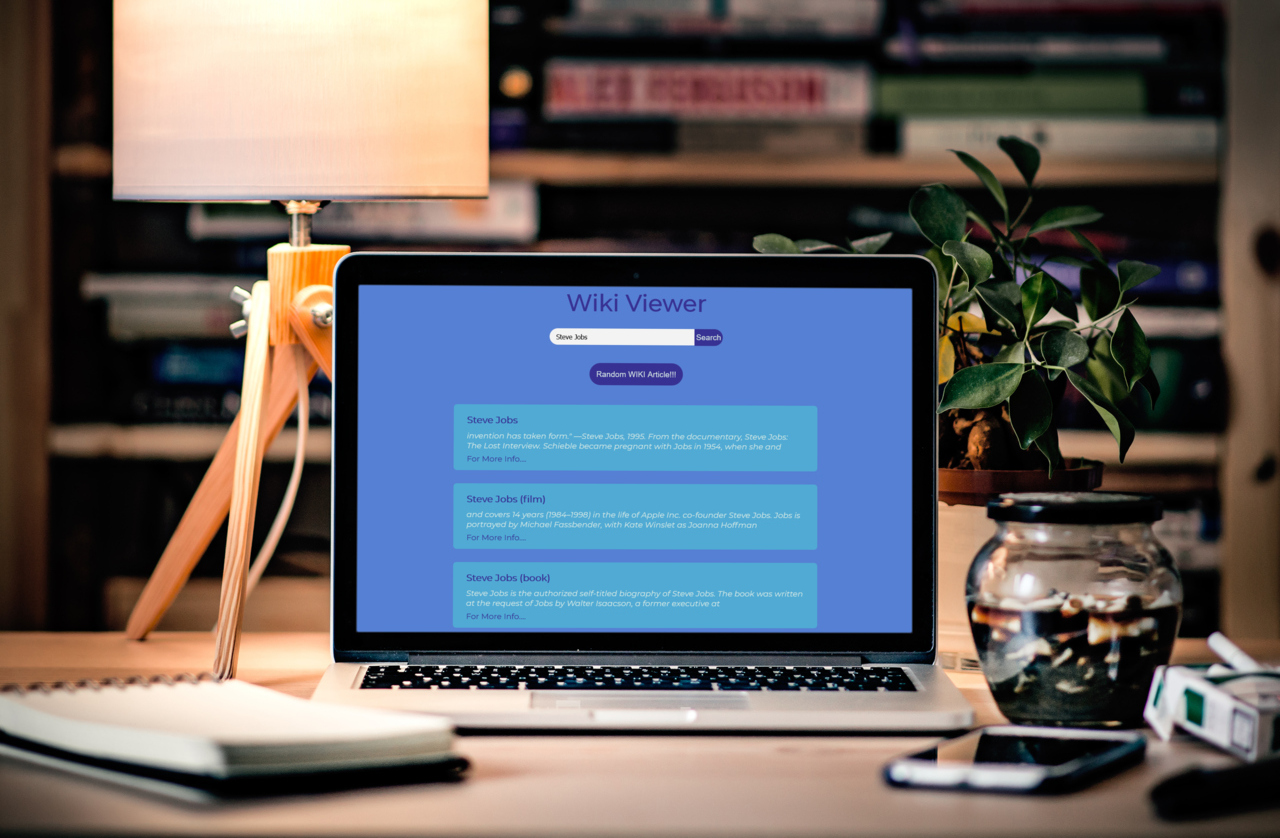 ALEX FERGUSON
Wiki Viewer
Steve Jobs
Search
Random WIKI Article!!!
Steve Jobs
invention has taken form." —Steve Jobs, 1995. From the documentary, Steve Jobs:
The Lost Interview. Schieble became pregnant with Jobs in 1954, when she and
For More Info...
Steve Jobs (film)
and covers 14 years (1984–1998) in the life of Apple Inc. co-founder Steve Jobs. Jobs is
portrayed by Michael Fassbender, with Kate Winslet as Joanna Hoffman
For More Info...
Steve Jobs (book)
Steve Jobs is the authorized self-titled biography of Steve Jobs. The book was written
at the request of Jobs by Walter Isaacson, a former executive at
For More Info...